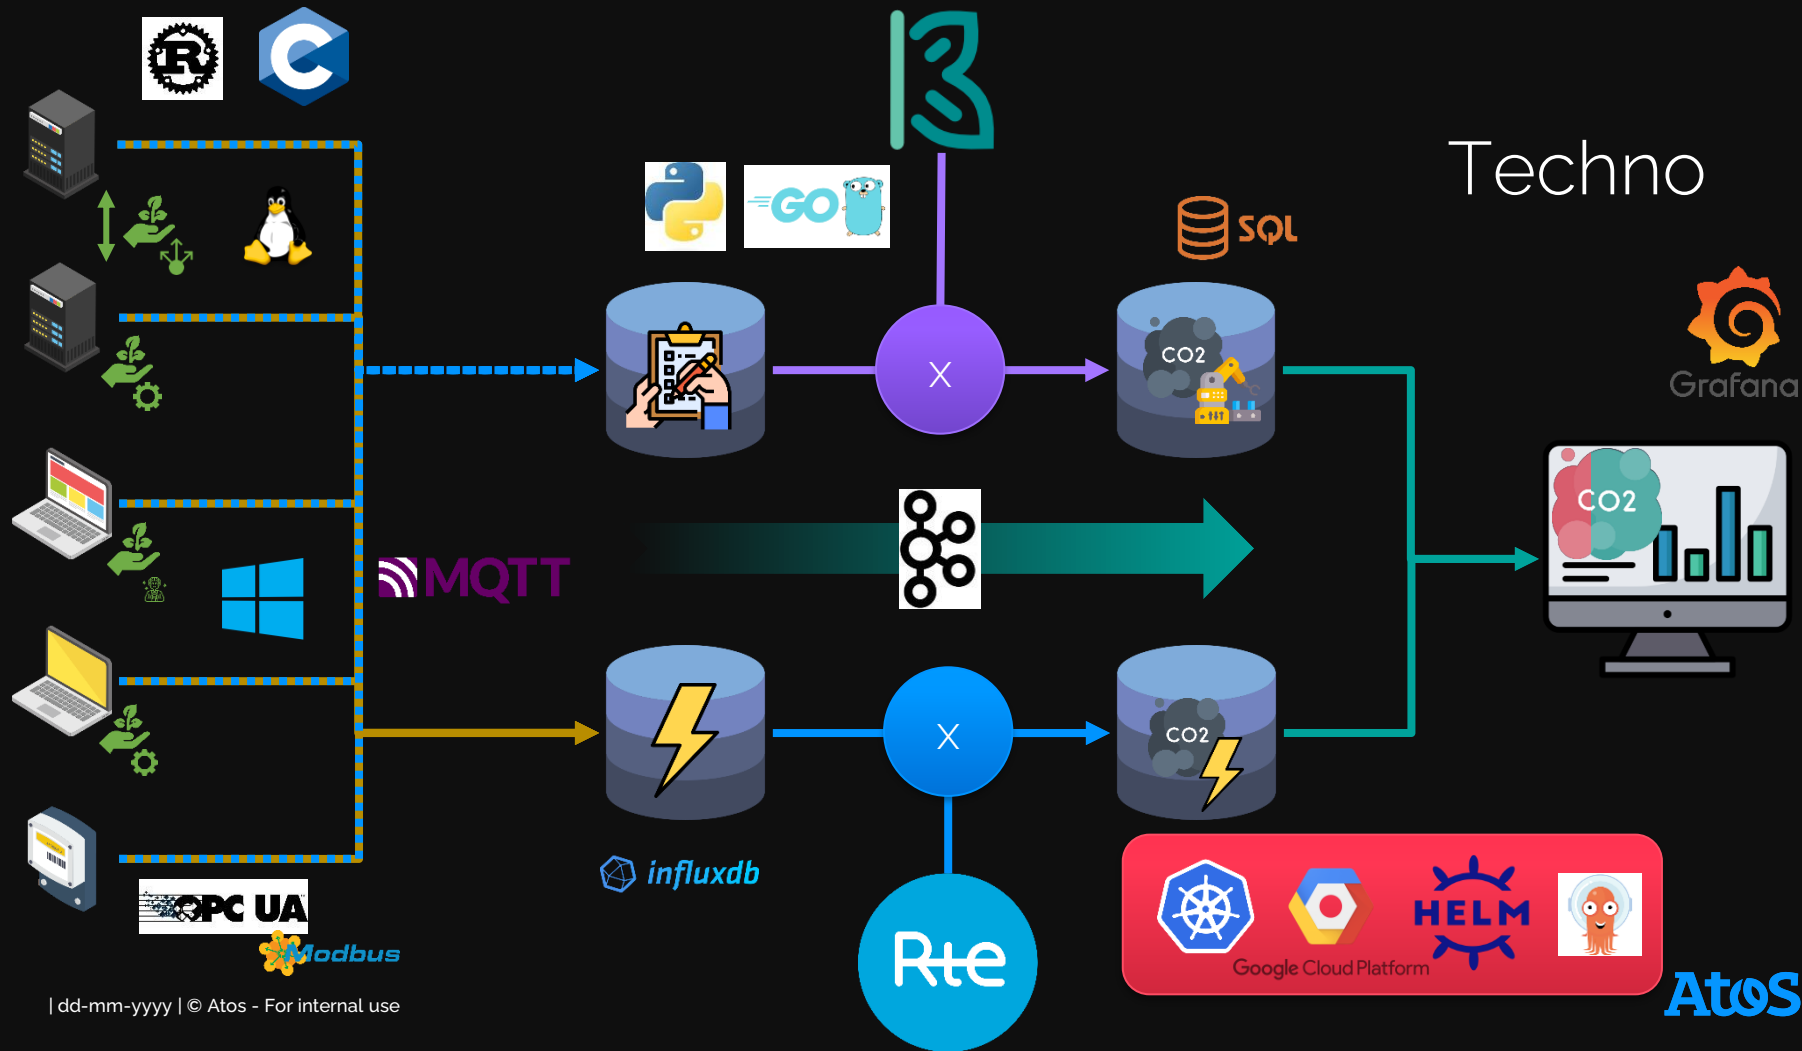 Techno
GO
SQL
Grafana
X
CO2
CO2
MQTT
X
CO2
influxdb
OPC UA
Modbus
Rte
HELM
Google Cloud Platform
| dd-mm-yyyy | © Atos - For internal use
Atos